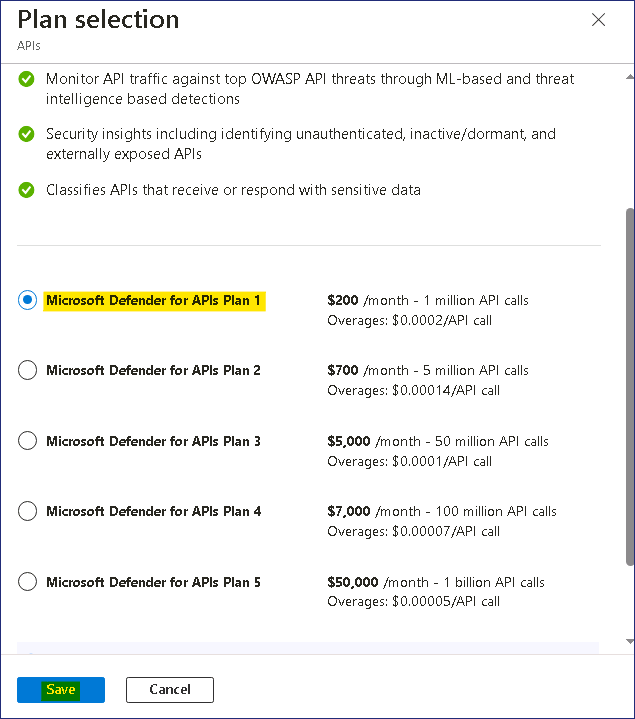 Plan selection
APIs
Monitor API traffic against top OWASP API threats through ML-based and threat
intelligence based detections
Security insights including identifying unauthenticated, inactive/dormant, and
externally exposed APIs
Classifies APIs that receive or respond with sensitive data
Microsoft Defender for APIs Plan 1
$200 /month - 1 million API calls
Overages: $0.0002/API call
Microsoft Defender for APIs Plan 2
$700 /month - 5 million API calls
Overages: $0.00014/API call
Microsoft Defender for APIs Plan 3
$5,000 /month - 50 million API calls
Overages: $0.0001/API call
Microsoft Defender for APIs Plan 4
$7,000 /month - 100 million API calls
Overages: $0.00007/API call
Microsoft Defender for APIs Plan 5
$50,000 /month - 1 billion API calls
Overages: $0.00005/API call
Save
Cancel